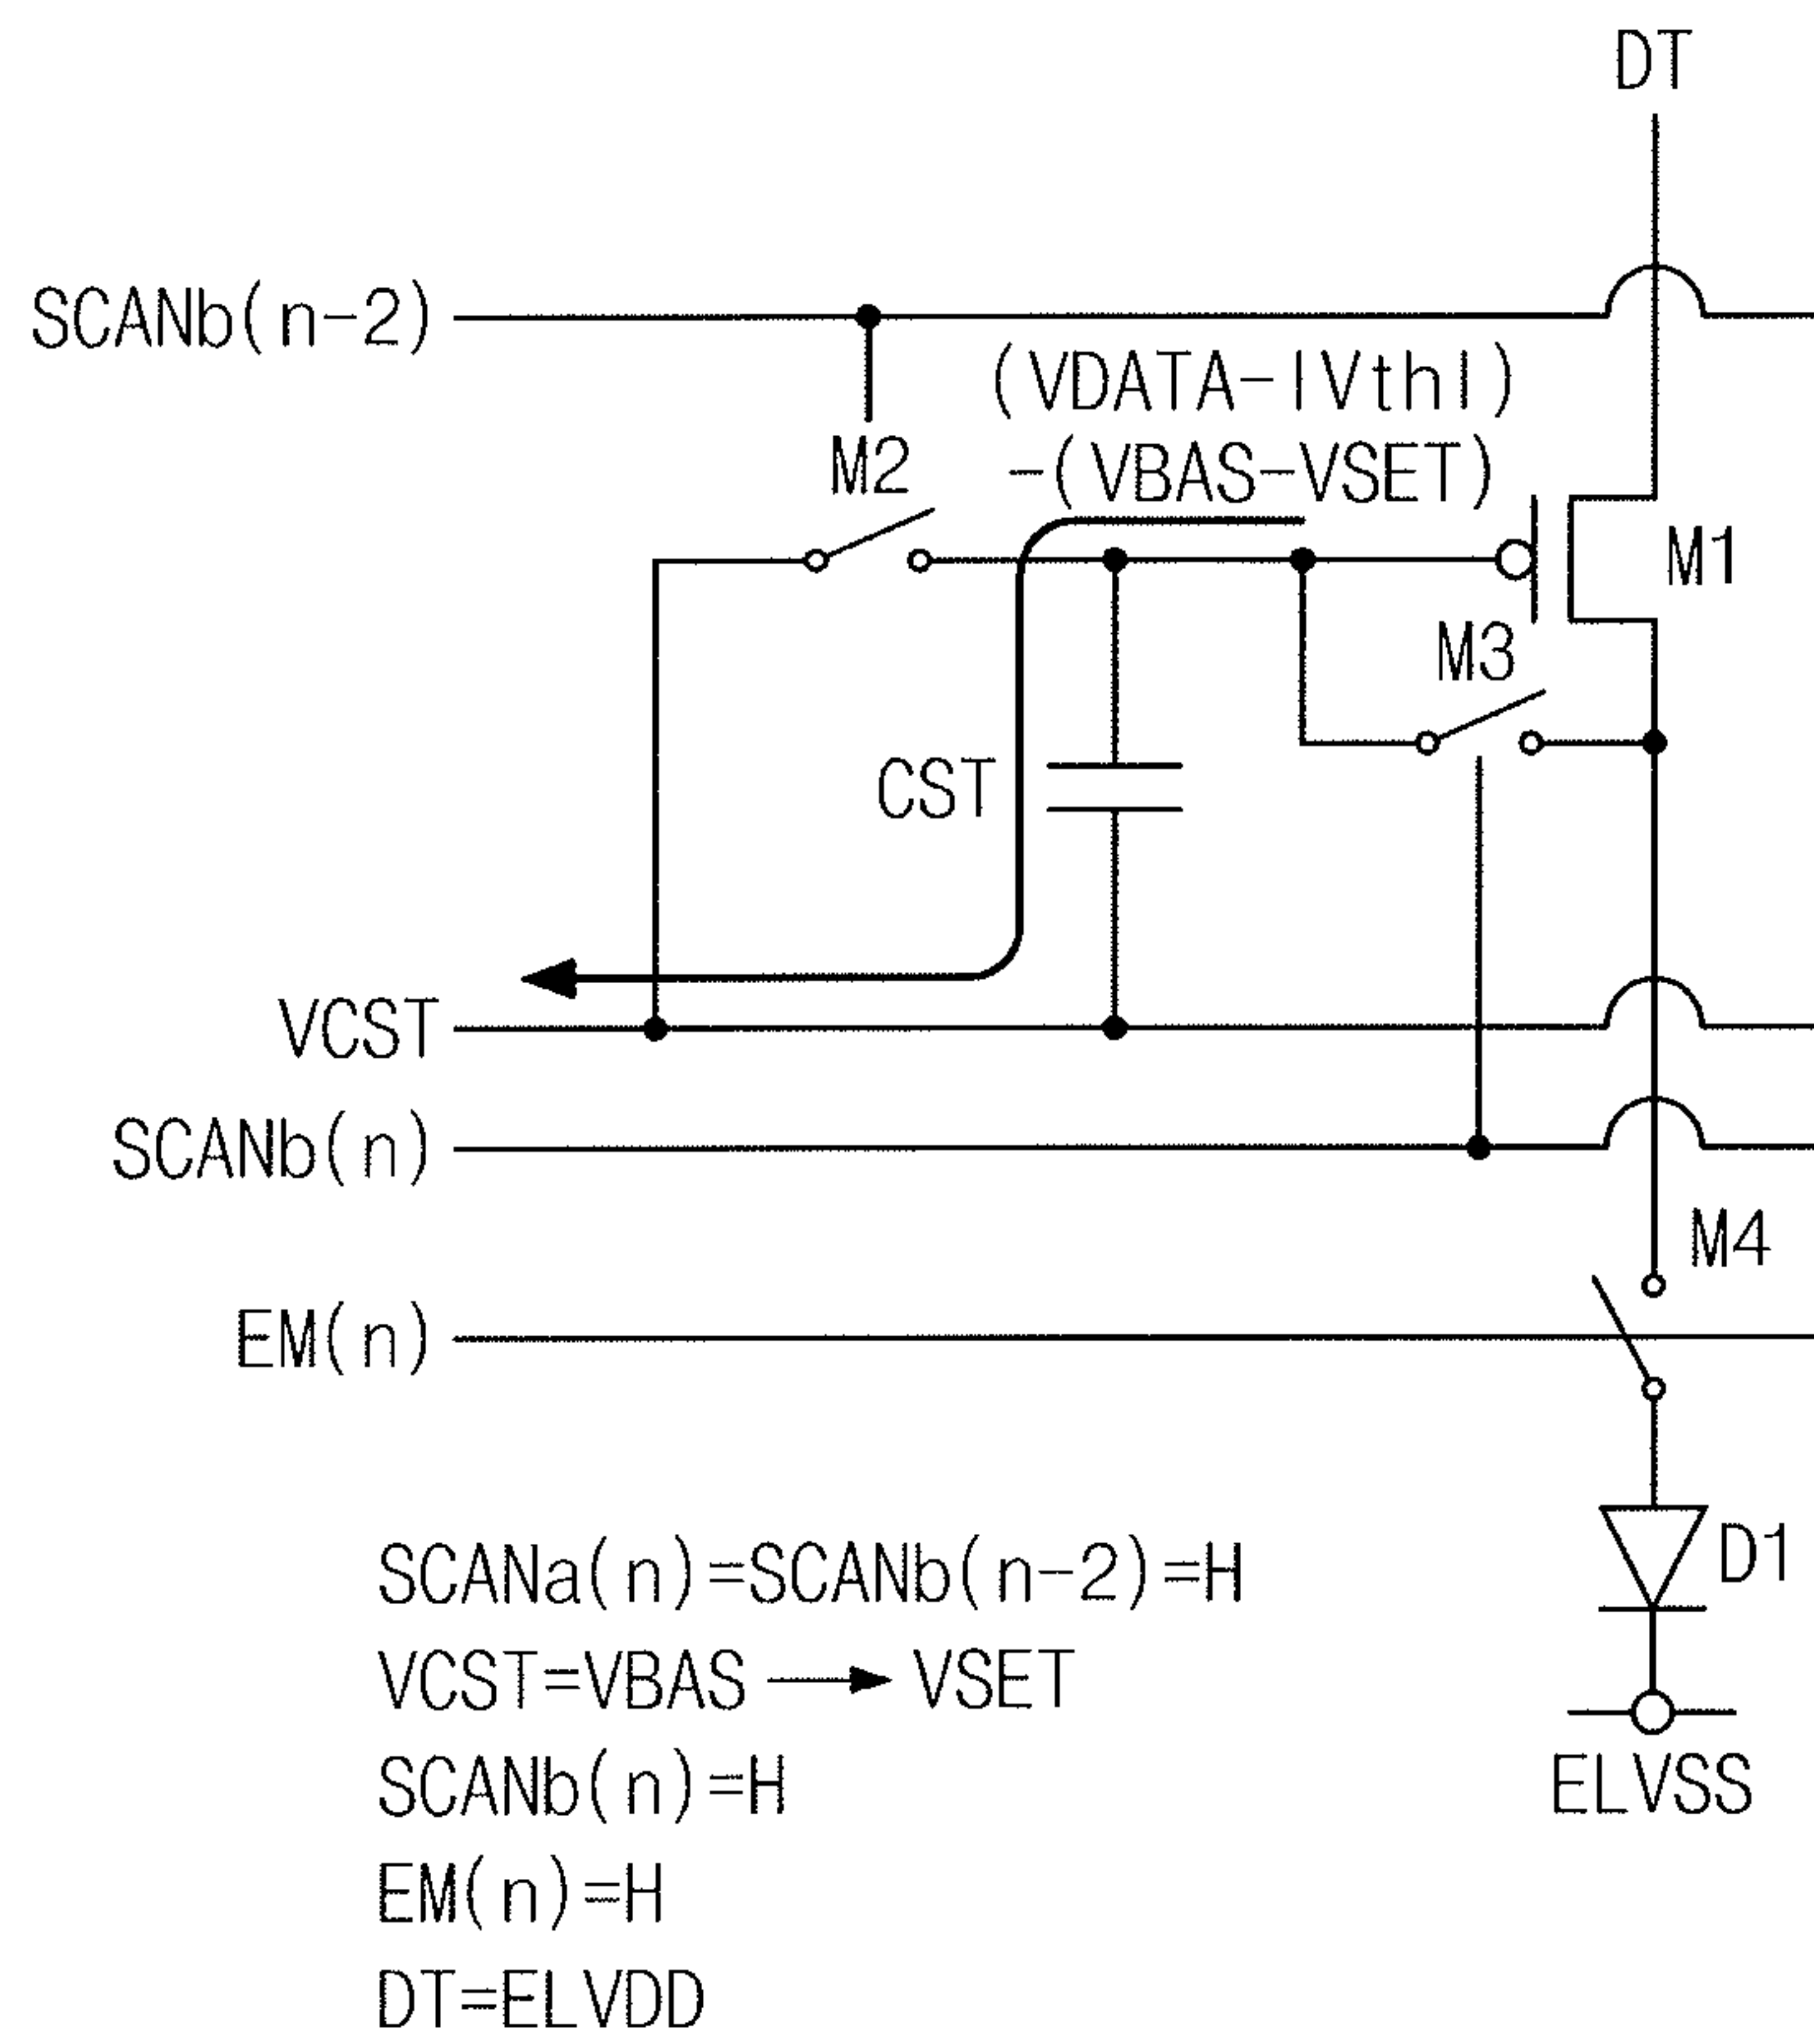 DT
SCANb(n-2)
(VDATA-|Vth|)
-(VBAS-VSET)
M2
M1
M3
CST
VCST
SCANb(n)
M4
EM(n)
D1
ELVSS
SCANa(n)=SCANb(n-2)=H
VCST=VBAS → VSET
SCANb(n)=H
EM(n)=H
DT=ELVDD